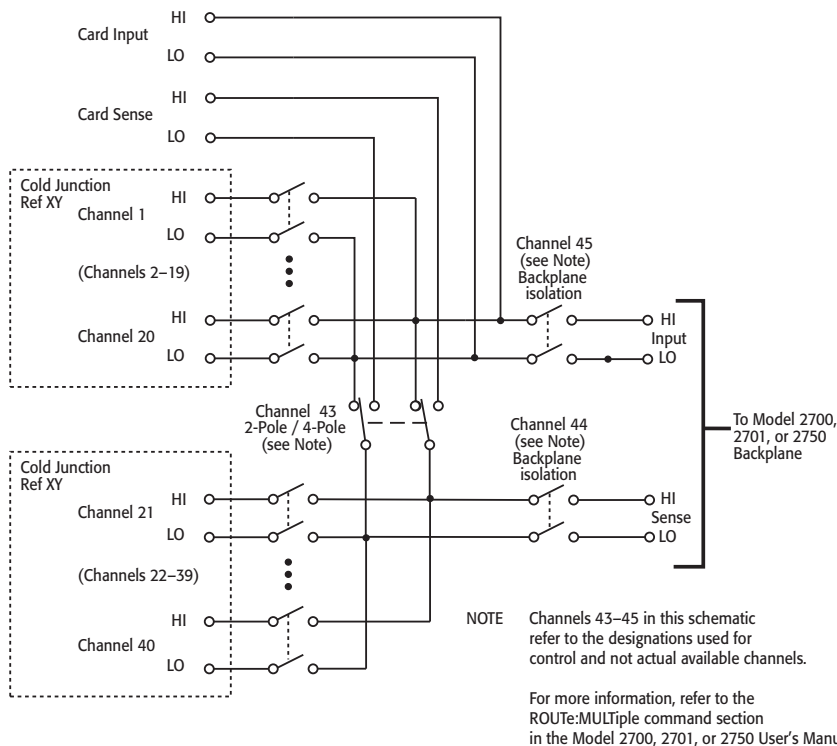 HI
Card Input
LO
HI
Card Sense
LO
Cold Junction
Ref XY
HI
Channel 1
LO
(Channels 2–19)
HI
Channel 20
LO
Channel 45
(see Note)
Backplane
isolation
HI
Input
LO
Channel 43
2-Pole / 4-Pole
(see Note)
Channel 44
(see Note)
Backplane
isolation
To Model 2700,
2701, or 2750
Backplane
Cold Junction
Ref XY
HI
Channel 21
LO
(Channels 22–39)
HI
Channel 40
LO
HI
Sense
LO
NOTE Channels 43–45 in this schematic
refer to the designations used for
control and not actual available channels.
For more information, refer to the
ROUTe:MULTiple command section
in the Model 2700, 2701, or 2750 User's Manu